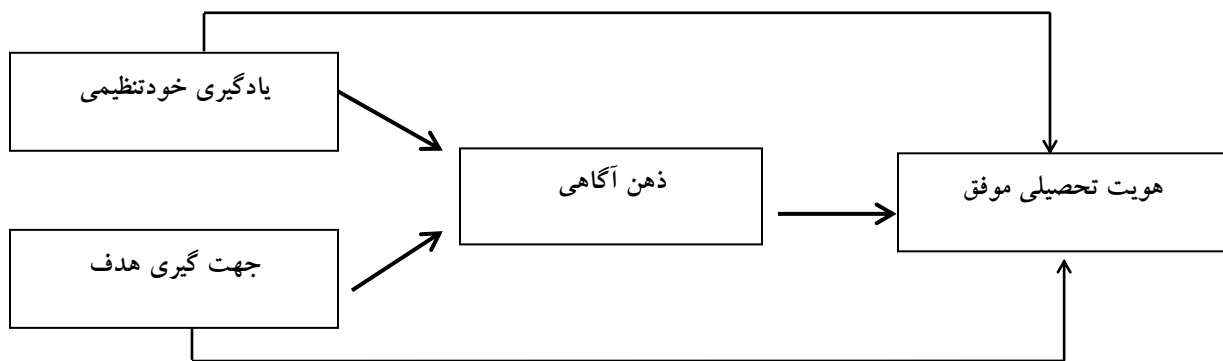 یادگیری خودتنظیمی
ذهن آگاهی
هویت تحصیلی موفق
جهت گیری هدف